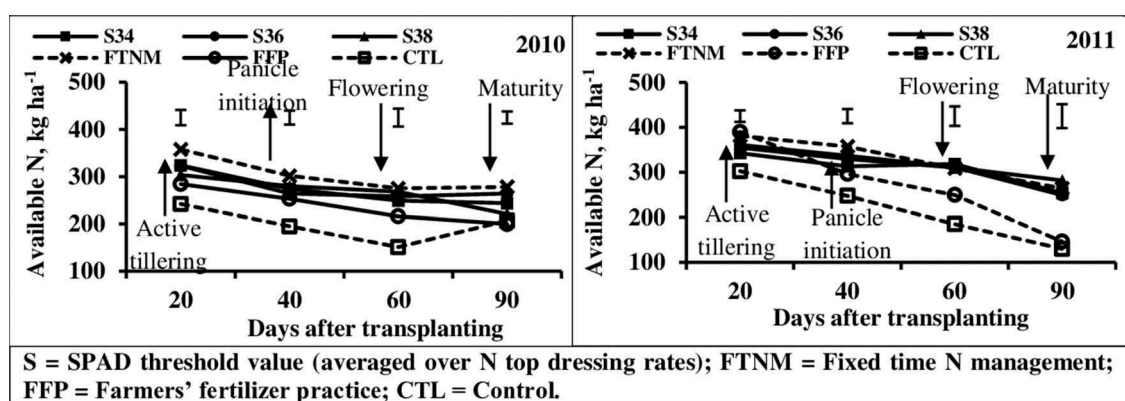 S34 S36 S38
FTNM FFP CTL
2010
Available N, kg ha-1
500
400
300
200
100
Panicle
initiation
Flowering
Maturity
Active
tillering
20 40 60 90
Days after transplanting
S34 S36 S38
FTNM FFP CTL
2011
Available N, kg ha-1
500
400
300
200
100
Flowering
Maturity
Active
tillering
Panicle
initiation
20 40 60 90
Days after transplanting
S = SPAD threshold value (averaged over N top dressing rates); FTNM = Fixed time N management;
FFP = Farmers’ fertilizer practice; CTL = Control.